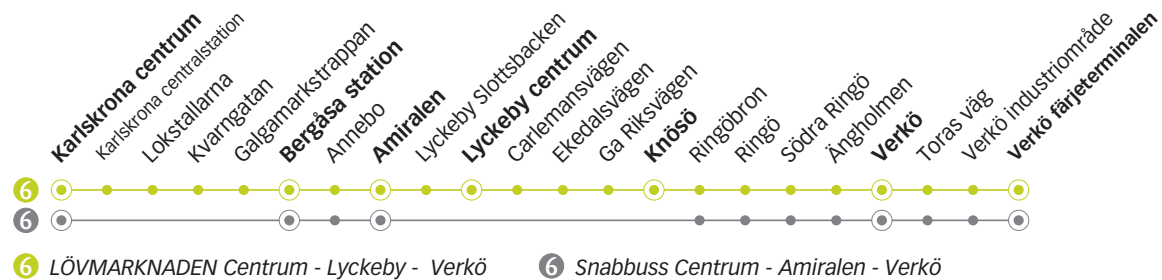 Karlskrona centrum
Karlskrona centralstation
Lokstallarna
Kvarngatan
Galgamarkstrappan
Bergåsa station
Annebo
Amiralen
Lyckeby Slottsbacken
Lyckeby centrum
Carlemansvägen
Ekedalsvägen
Ga Riksvägen
Knösö
Ringöbron
Ringö
Södra Ringö
Ängholmen
Verkö
Toras väg
Verkö industriområde
Verkö färjeterminalen
6
6
6 LÖVMARKNADEN Centrum - Lyckeby - Verkö
6 Snabbuss Centrum - Amiralen - Verkö